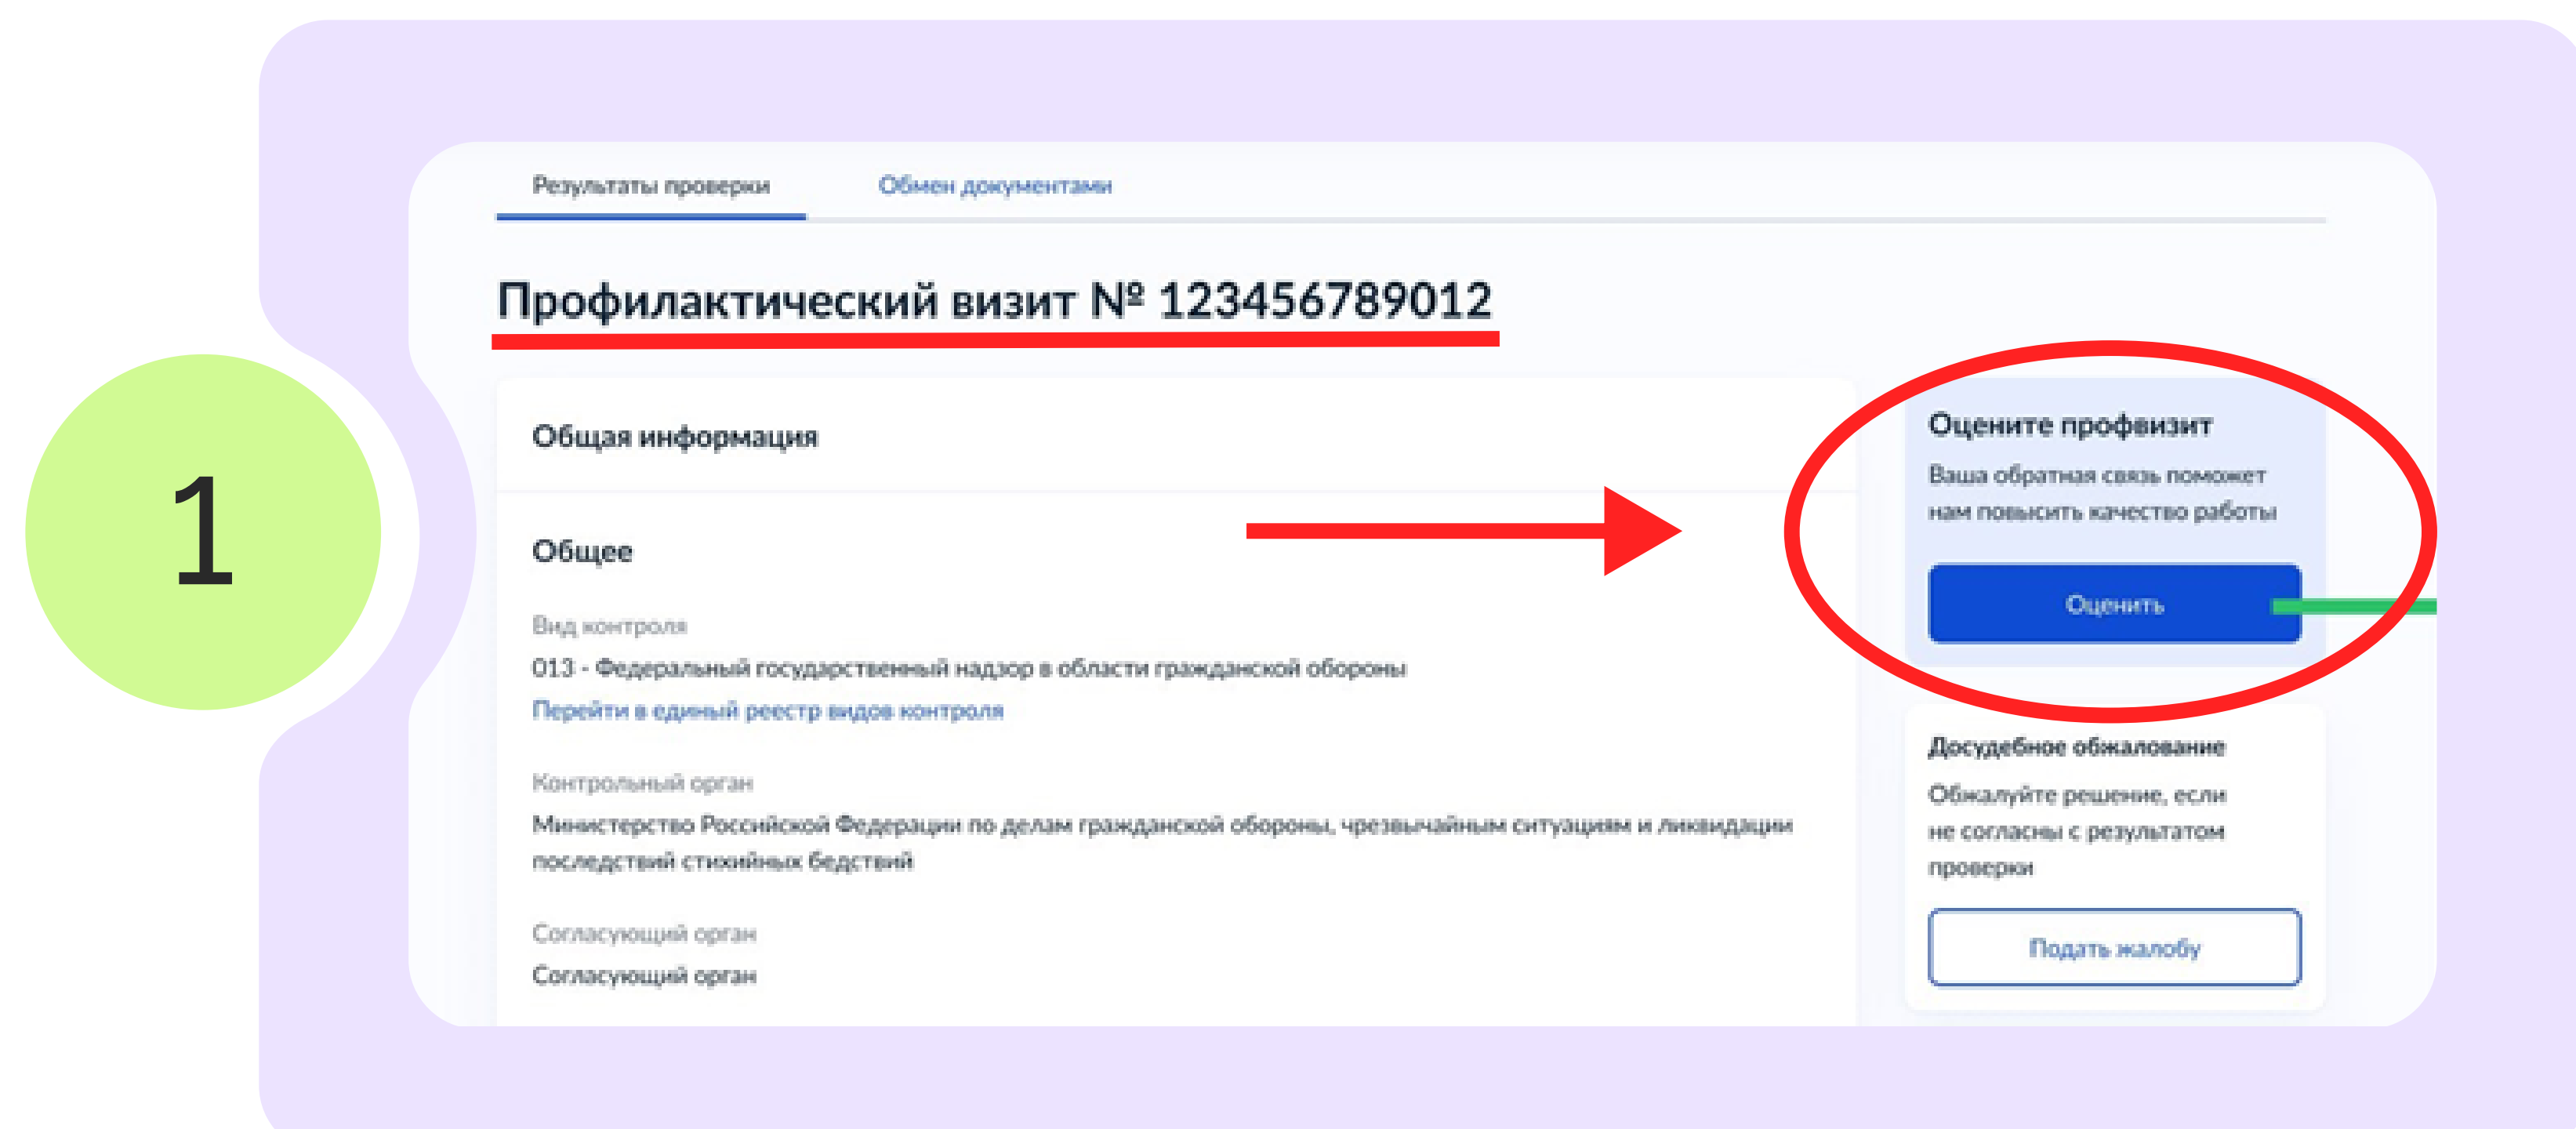 1
Результаты проверки
Обмен документами
Профилактический визит № 123456789012
Общая информация
Общее
Вид контроля
013 - Федеральный государственный надзор в области гражданской обороны
Перейти в единый реестр видов контроля
Контрольный орган
Министерство Российской Федерации по делам гражданской обороны, чрезвычайным ситуациям и ликвидации
последствий стихийных бедствий
Согласующий орган
Согласующий орган
Оцените профвизит
Ваша обратная связь поможет
нам повысить качество работы
Оценить
Досудебное обжалование
Обжалуйте решение, если
не согласны с результатом
проверки
Подать жалобу